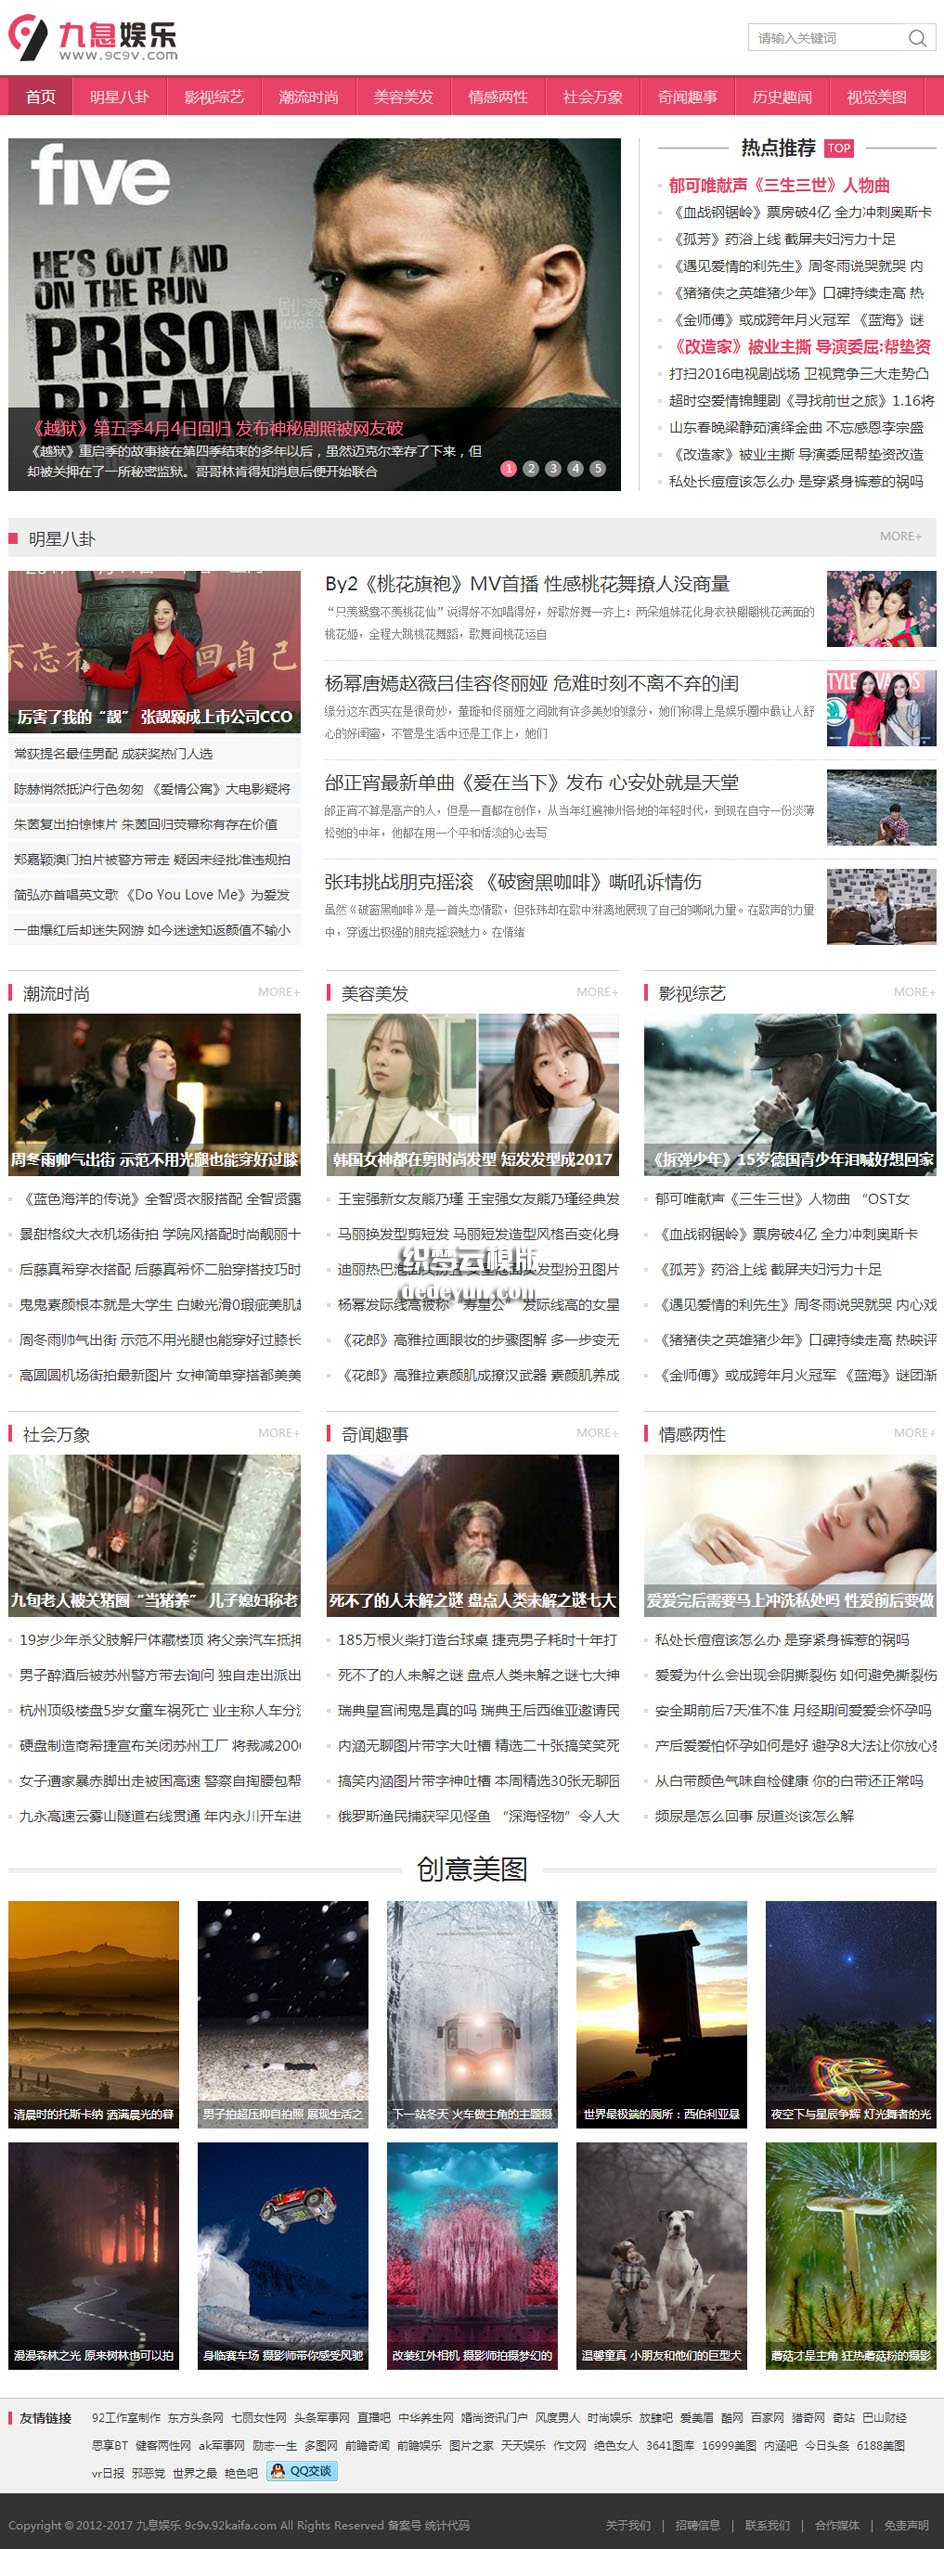 九息娱乐
www.9c9v.com
请输入关键词
首页 明星八卦 影视综艺 潮流时尚 美容美发 情感两性 社会万象 奇闻趣事 历史趣闻 视觉美图
five
HE'S OUT AND
ON THE RUN
PRISON
BREAK II
《越狱》第五季4月4日回归 发布神秘剧照被网友破
《越狱》重启季的故事接在第四季结束的多年以后，虽然迈克尔幸存了下来，但
却被关押在了一所秘密监狱。哥哥林肯得知消息后便开始联合
1 2 3 4 5
热点推荐 TOP
郁可唯献声《三生三世》人物曲
《血战钢锯岭》票房破4亿 全力冲刺奥斯卡
《孤芳》药浴上线 截屏夫妇污力十足
《遇见爱情的利先生》周冬雨说哭就哭 内
《猪猪侠之英雄猪少年》口碑持续走高 热
《金师傅》或成跨年月火冠军 《蓝海》谜
《改造家》被业主撕 导演委屈:帮垫资
打扫2016电视剧战场 卫视竞争三大走势凸
超时空爱情锦鲤剧《寻找前世之旅》1.16将
山东春晚梁静茹演绎金曲 不忘感恩李宗盛
《改造家》被业主撕 导演委屈帮垫资改造
私处长痘痘该怎么办 是穿紧身裤惹的祸吗
明星八卦 MORE+
厉害了我的“靓” 张靓颖成上市公司CCO
常荻提名最佳男配 成获奖热门人选
陈赫悄然抵沪行色匆匆 《爱情公寓》大电影疑将
朱茵复出拍惊悚片 朱茵回归荧幕称有存在价值
郑嘉颖澳门拍片被警方带走 疑因未经批准违规拍
简弘亦首唱英文歌 《Do You Love Me》为爱发
一曲爆红后却迷失网游 如今迷途知返颜值不输小
By2《桃花旗袍》MV首播 性感桃花舞撩人没商量
“只羡鸳鸯不羡桃花仙”说得好不如唱得好，好歌好舞一齐上：两朵姐妹花化身衣袂翩翩桃花满面的
桃花姬，全程大跳桃花舞蹈，歌舞间桃花运自
杨幂唐嫣赵薇吕佳容佟丽娅 危难时刻不离不弃的闺
缘分这东西实在是很奇妙，董璇和佟丽娅之间就有许多美妙的缘分，她们称得上是娱乐圈中最让人舒
心的好闺蜜，不管是生活中还是工作上，她们
邰正宵最新单曲《爱在当下》发布 心安处就是天堂
邰正宵不算是高产的人，但是一直都在创作，从当年红遍神州各地的年轻时代，到现在自守一份淡薄
松弛的中年，他都在用一个平和恬淡的心去写
张玮挑战朋克摇滚 《破窗黑咖啡》嘶吼诉情伤
虽然《破窗黑咖啡》是一首失恋情歌，但张玮却在歌中淋漓地展现了自己的嘶吼力量。在歌声的力量
中，穿透出极强的朋克摇滚魅力。在情绪
潮流时尚 MORE+
周冬雨帅气出街 示范不用光腿也能穿好过膝
《蓝色海洋的传说》全智贤衣服搭配 全智贤露
景甜格纹大衣机场街拍 学院风搭配时尚靓丽十
后藤真希穿衣搭配 后藤真希怀二胎穿搭技巧时
鬼鬼素颜根本就是大学生 白嫩光滑0瑕疵美肌
周冬雨帅气出街 示范不用光腿也能穿好过膝长
高圆圆机场街拍最新图片 女神简单穿搭都美美
美容美发 MORE+
韩国女神都在剪时尚发型 短发发型成2017
王宝强新女友熊乃瑾 王宝强女友熊乃瑾经典发
马丽换发型剪短发 马丽短发造型风格百变化身
迪丽热巴
发型扮丑图片
织梦云模版
dedeyun.com
杨幂发际线高被称“寿星公” 发际线高的女星
《花郎》高雅拉画眼妆的步骤图解 多一步变无
《花郎》高雅拉素颜肌成撩汉武器 素颜肌养成
影视综艺 MORE+
《拆弹少年》15岁德国青少年泪喊好想回家
郁可唯献声《三生三世》人物曲 “OST女
《血战钢锯岭》票房破4亿 全力冲刺奥斯卡
《孤芳》药浴上线 截屏夫妇污力十足
《遇见爱情的利先生》周冬雨说哭就哭 内心戏
《猪猪侠之英雄猪少年》口碑持续走高 热映评
《金师傅》或成跨年月火冠军 《蓝海》谜团渐
社会万象 MORE+
九旬老人被关猪圈“当猪养” 儿子媳妇称老
19岁少年杀父肢解尸体藏楼顶 将父亲汽车抵押
男子醉酒后被苏州警方带去询问 独自走出派出
杭州顶级楼盘5岁女童车祸死亡 业主称人车分
硬盘制造商希捷宣布关闭苏州工厂 将裁减200
女子遭家暴赤脚出走被困高速 警察自掏腰包帮
九永高速云雾山隧道右线贯通 年内永川开车进
奇闻趣事 MORE+
死不了的人未解之谜 盘点人类未解之谜七大
185万根火柴打造台球桌 捷克男子耗时十年打
死不了的人未解之谜 盘点人类未解之谜七大神
瑞典皇宫闹鬼是真的吗 瑞典王后西维亚邀请民
内涵无聊图片带字大吐槽 精选二十张搞笑笑死
搞笑内涵图片带字神吐槽 本周精选30张无聊囧
俄罗斯渔民捕获罕见怪鱼 “深海怪物”令人大
情感两性 MORE+
爱爱完后需要马上冲洗私处吗 性爱前后要做
私处长痘痘该怎么办 是穿紧身裤惹的祸吗
爱爱为什么会出现会阴撕裂伤 如何避免撕裂伤
安全期前后7天准不准 月经期间爱爱会怀孕吗
产后爱爱怕怀孕如何是好 避孕8大法让你放心
从白带颜色气味自检健康 你的白带还正常吗
频尿是怎么回事 尿道炎该怎么解
创意美图
清晨时的托斯卡纳 洒满晨光的暮
男子拍超压抑自拍照 展现生活之
下一站冬天 火车做主角的主题摄
世界最极端的厕所：西伯利亚悬
夜空下与星辰争辉 灯光舞者的光
漫漫森林之光 原来树林也可以拍
身临赛车场 摄影师带你感受风驰
改装红外相机 摄影师拍摄梦幻的
温馨童真 小朋友和他们的巨型犬
蘑菇才是主角 狂热蘑菇粉的摄影
友情链接 92工作室制作 东方头条网 七丽女性网 头条军事网 直播吧 中华养生网 婚尚资讯门户 风度男人 时尚娱乐 放肆吧 爱美眉 酷网 百家网 猎奇网 奇站 巴山财经
思享BT 健客两性网 ak军事网 励志一生 多图网 前瞻奇闻 前瞻娱乐 图片之家 天天娱乐 作文网 绝色女人 3641图库 16999美图 内涵吧 今日头条 6188美图
vr日报 邪恶党 世界之最 艳色吧 QQ交谈
Copyright © 2012-2017 九息娱乐 9c9v.92kaifa.com All Rights Reserved 备案号 统计代码
关于我们 | 招聘信息 | 联系我们 | 合作媒体 | 免责声明